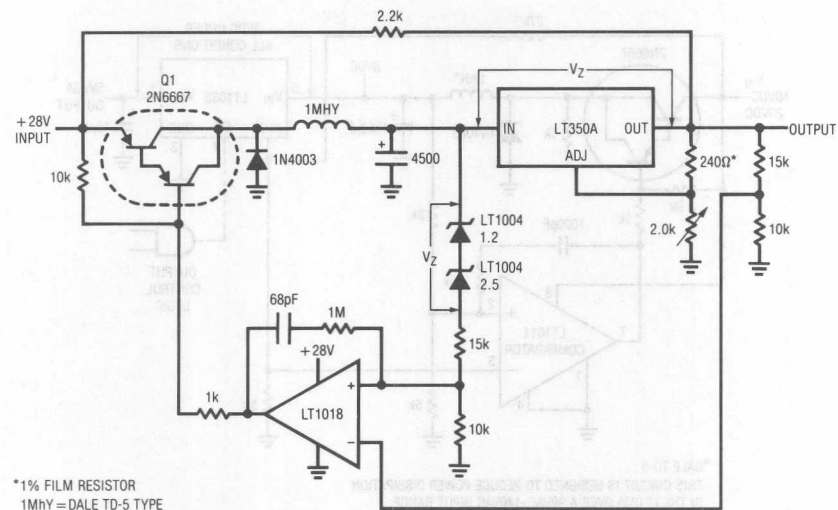 2.2k
Q1
2N6667
+28V
INPUT
10k
1MHY
1N4003
+
4500
VZ
IN
LT350A
OUT
ADJ
OUTPUT
240Ω*
15k
2.0k
10k
LT1004
1.2
VZ
LT1004
2.5
68pF
1M
15k
+28V
1k
LT1018
+
−
10k
*1% FILM RESISTOR
1MhY = DALE TD-5 TYPE